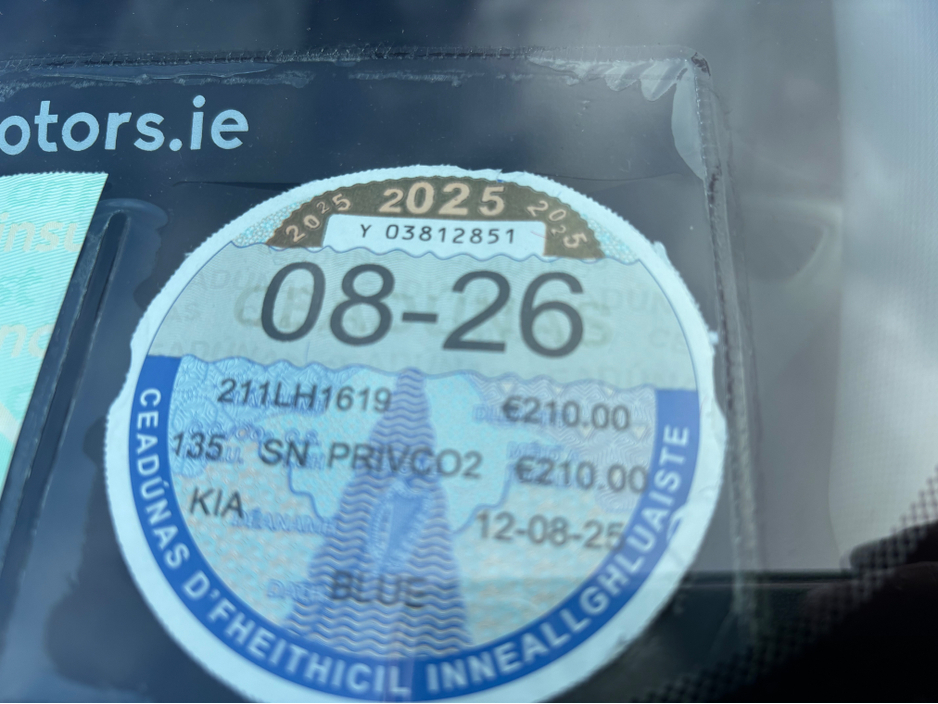 otors.ie
2025 2025 2025
Y 03812851
08-26
211LH1619 €210.00
135 SN PRIVCO2 €210.00
KIA 12-08-25
BLUE
CEADÚNAS D'FHEITHICIL INNEALLGHLUAISTE